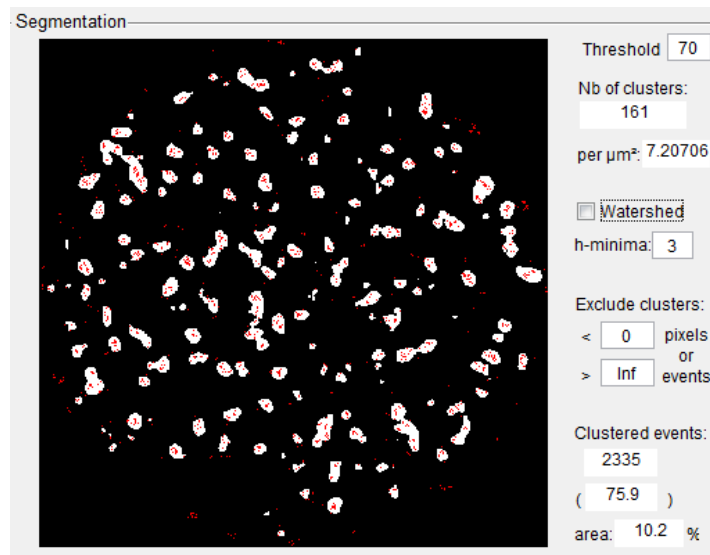 Segmentation
Threshold 70
Nb of clusters:
161
per µm²: 7.20706
Watershed
h-minima: 3
Exclude clusters:
< 0 pixels
or
> Inf events
Clustered events:
2335
( 75.9 )
area: 10.2 %